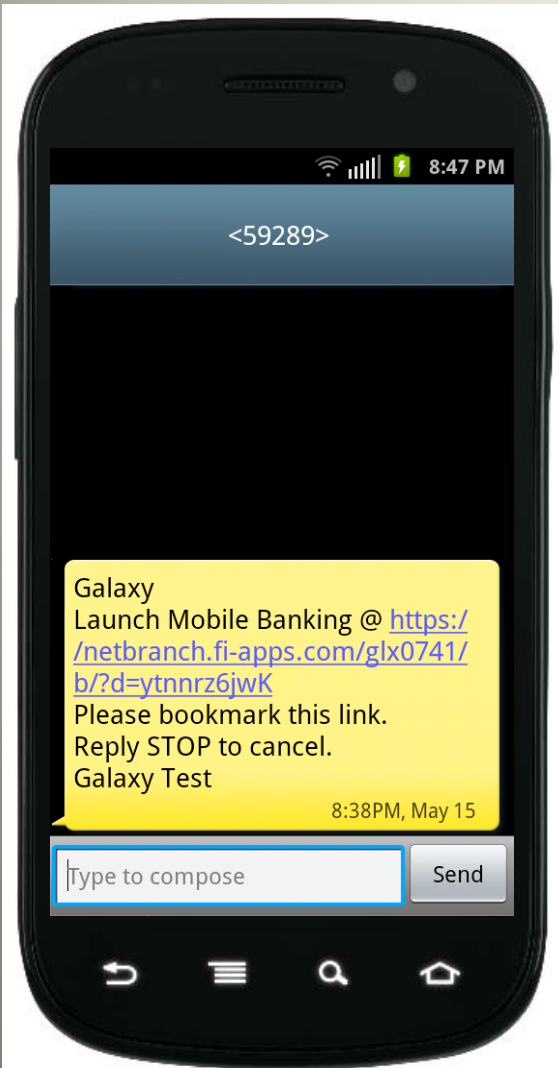 8:47 PM
<59289>
Galaxy
Launch Mobile Banking @ https:/
/netbranch.fi-apps.com/glx0741/
b/?d=ytnnrz6jwK
Please bookmark this link.
Reply STOP to cancel.
Galaxy Test
8:38PM, May 15
Type to compose
Send